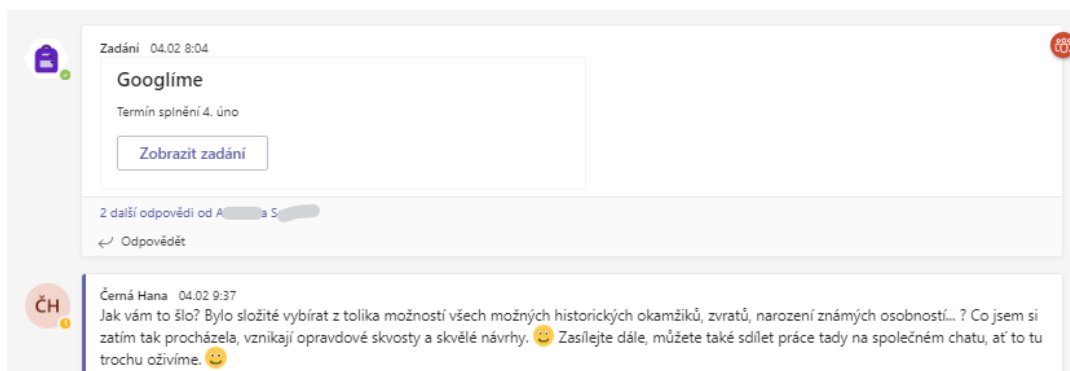 Zadání 04.02 8:04
Googlíme
Termín splnění 4. úno
Zobrazit zadání
2 další odpovědi od A a S
Odpovědět
ČH
Černá Hana 04.02 9:37
Jak vám to šlo? Bylo složité vybírat z tolika možností všech možných historických okamžiků, zvratů, narození známých osobností... ? Co jsem si
zatím tak procházela, vznikají opravdové skvosty a skvělé návrhy. 🙂 Zasílejte dále, můžete také sdílet práce tady na společném chatu, ať to tu
trochu oživíme. 🙂